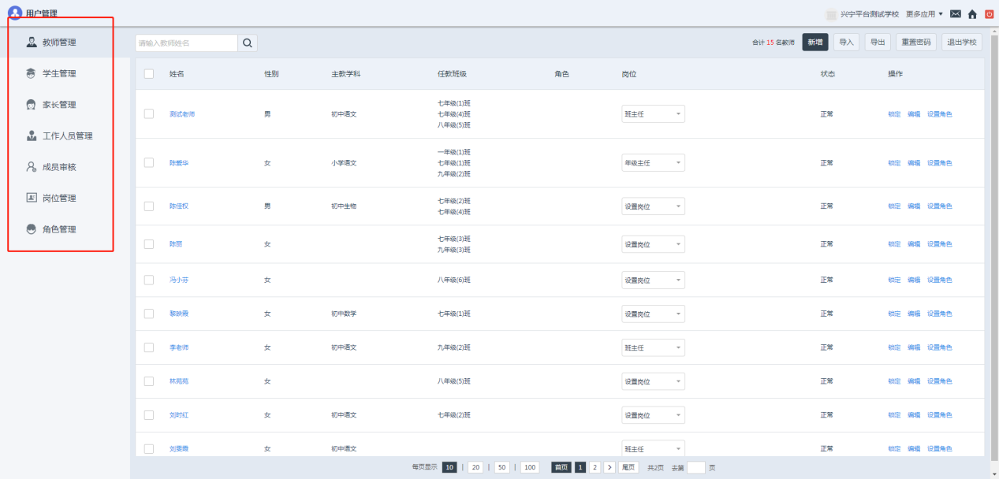 用户管理
兴宁平台测试学校 更多应用
教师管理
学生管理
家长管理
工作人员管理
成员审核
岗位管理
角色管理
请输入教师姓名
合计 15 名教师 新增 导入 导出 重置密码 退出学校
姓名 性别 主教学科 任教班级 角色 岗位 状态 操作
七年级(1)班
测试老师 男 初中语文 七年级(4)班 班主任 正常 锁定 编辑 设置角色
八年级(5)班
一年级(1)班
陈爱华 女 小学语文 七年级(1)班 年级主任 正常 锁定 编辑 设置角色
九年级(2)班
七年级(2)班
陈佳权 男 初中生物 设置岗位 正常 锁定 编辑 设置角色
七年级(4)班
七年级(3)班
陈丽 女 设置岗位 正常 锁定 编辑 设置角色
九年级(3)班
冯小芬 女 八年级(6)班 设置岗位 正常 锁定 编辑 设置角色
黎映霞 女 初中数学 七年级(1)班 设置岗位 正常 锁定 编辑 设置角色
李老师 女 初中语文 九年级(2)班 班主任 正常 锁定 编辑 设置角色
林苑苑 女 八年级(5)班 设置岗位 正常 锁定 编辑 设置角色
刘时红 女 初中语文 七年级(2)班 设置岗位 正常 锁定 编辑 设置角色
刘雯霞 女 初中语文 班主任 正常 锁定 编辑 设置角色
每页显示 10 | 20 | 50 | 100 首页 1 2 > 尾页 共2页 去第 页